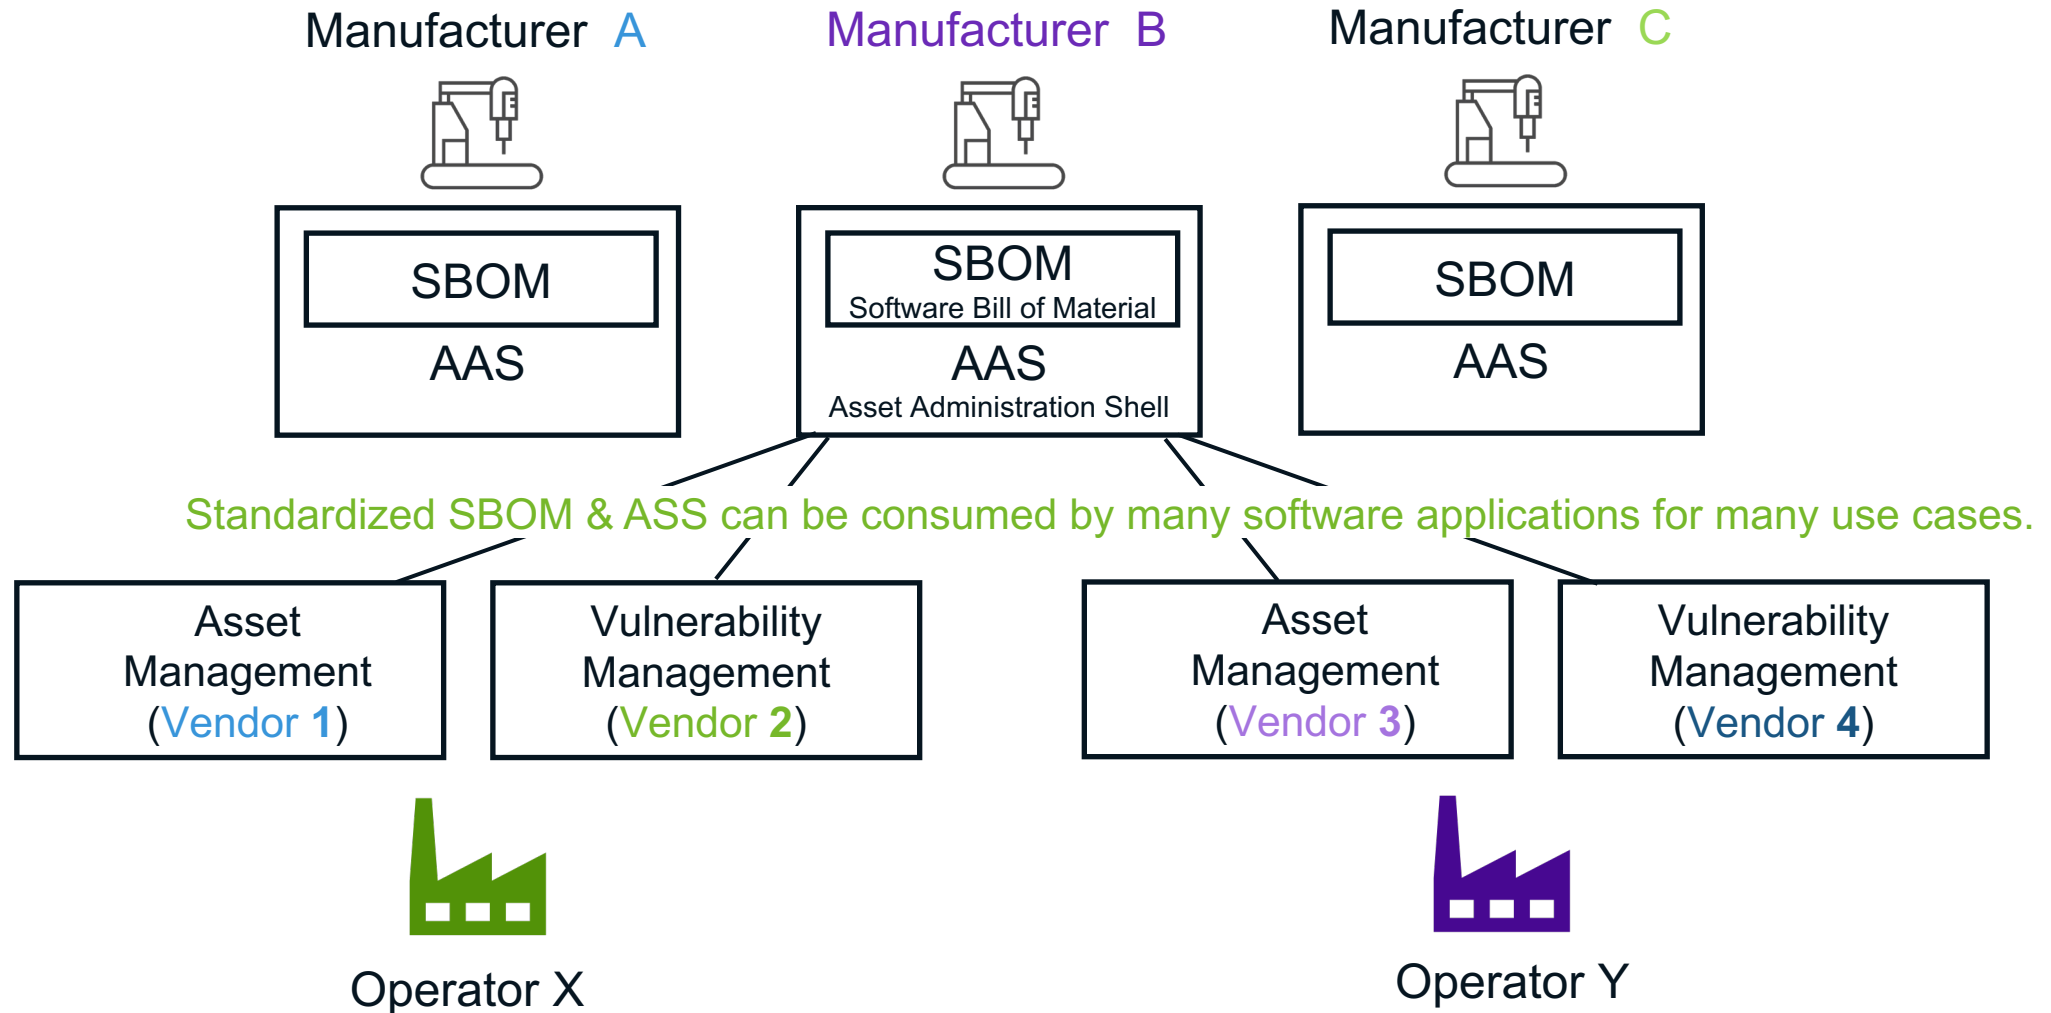 Manufacturer A
Manufacturer B
Manufacturer C
SBOM
AAS
SBOM
Software Bill of Material
AAS
Asset Administration Shell
SBOM
AAS
Standardized SBOM & ASS can be consumed by many software applications for many use cases.
Asset
Management
(Vendor 1)
Vulnerability
Management
(Vendor 2)
Asset
Management
(Vendor 3)
Vulnerability
Management
(Vendor 4)
Operator X
Operator Y